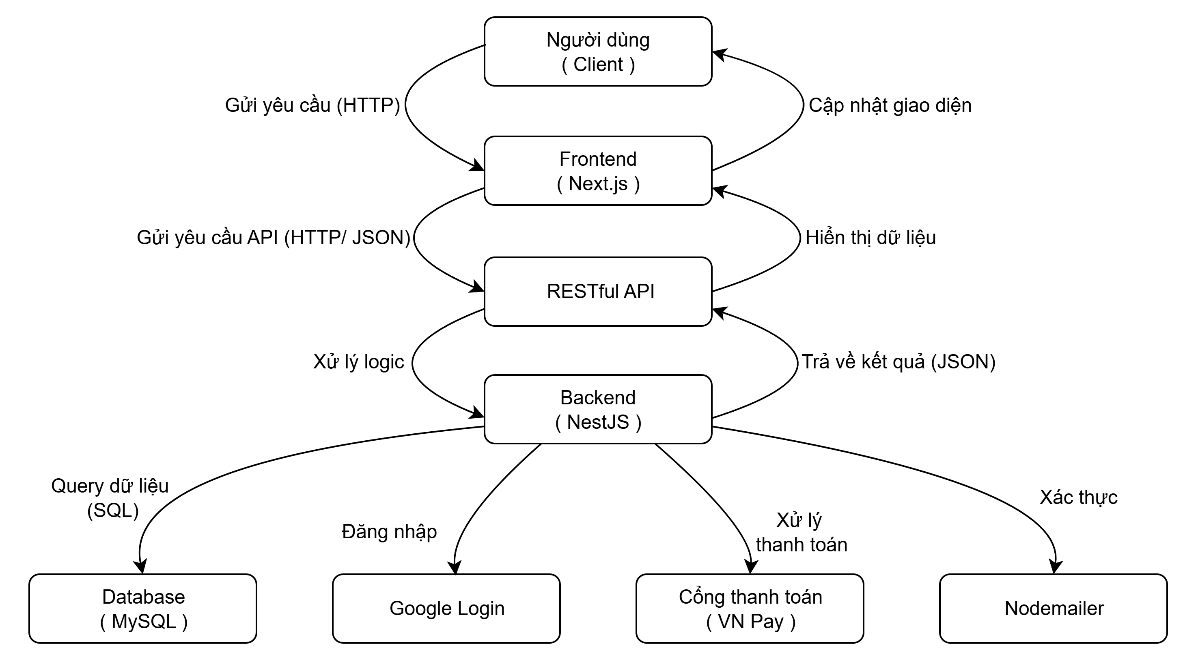 Người dùng
( Client )
Gửi yêu cầu (HTTP)
Cập nhật giao diện
Frontend
( Next.js )
Gửi yêu cầu API (HTTP/ JSON)
Hiển thị dữ liệu
RESTful API
Xử lý logic
Trả về kết quả (JSON)
Backend
( NestJS )
Query dữ liệu
(SQL)
Đăng nhập
Xử lý
thanh toán
Xác thực
Database
( MySQL )
Google Login
Cổng thanh toán
( VN Pay )
Nodemailer